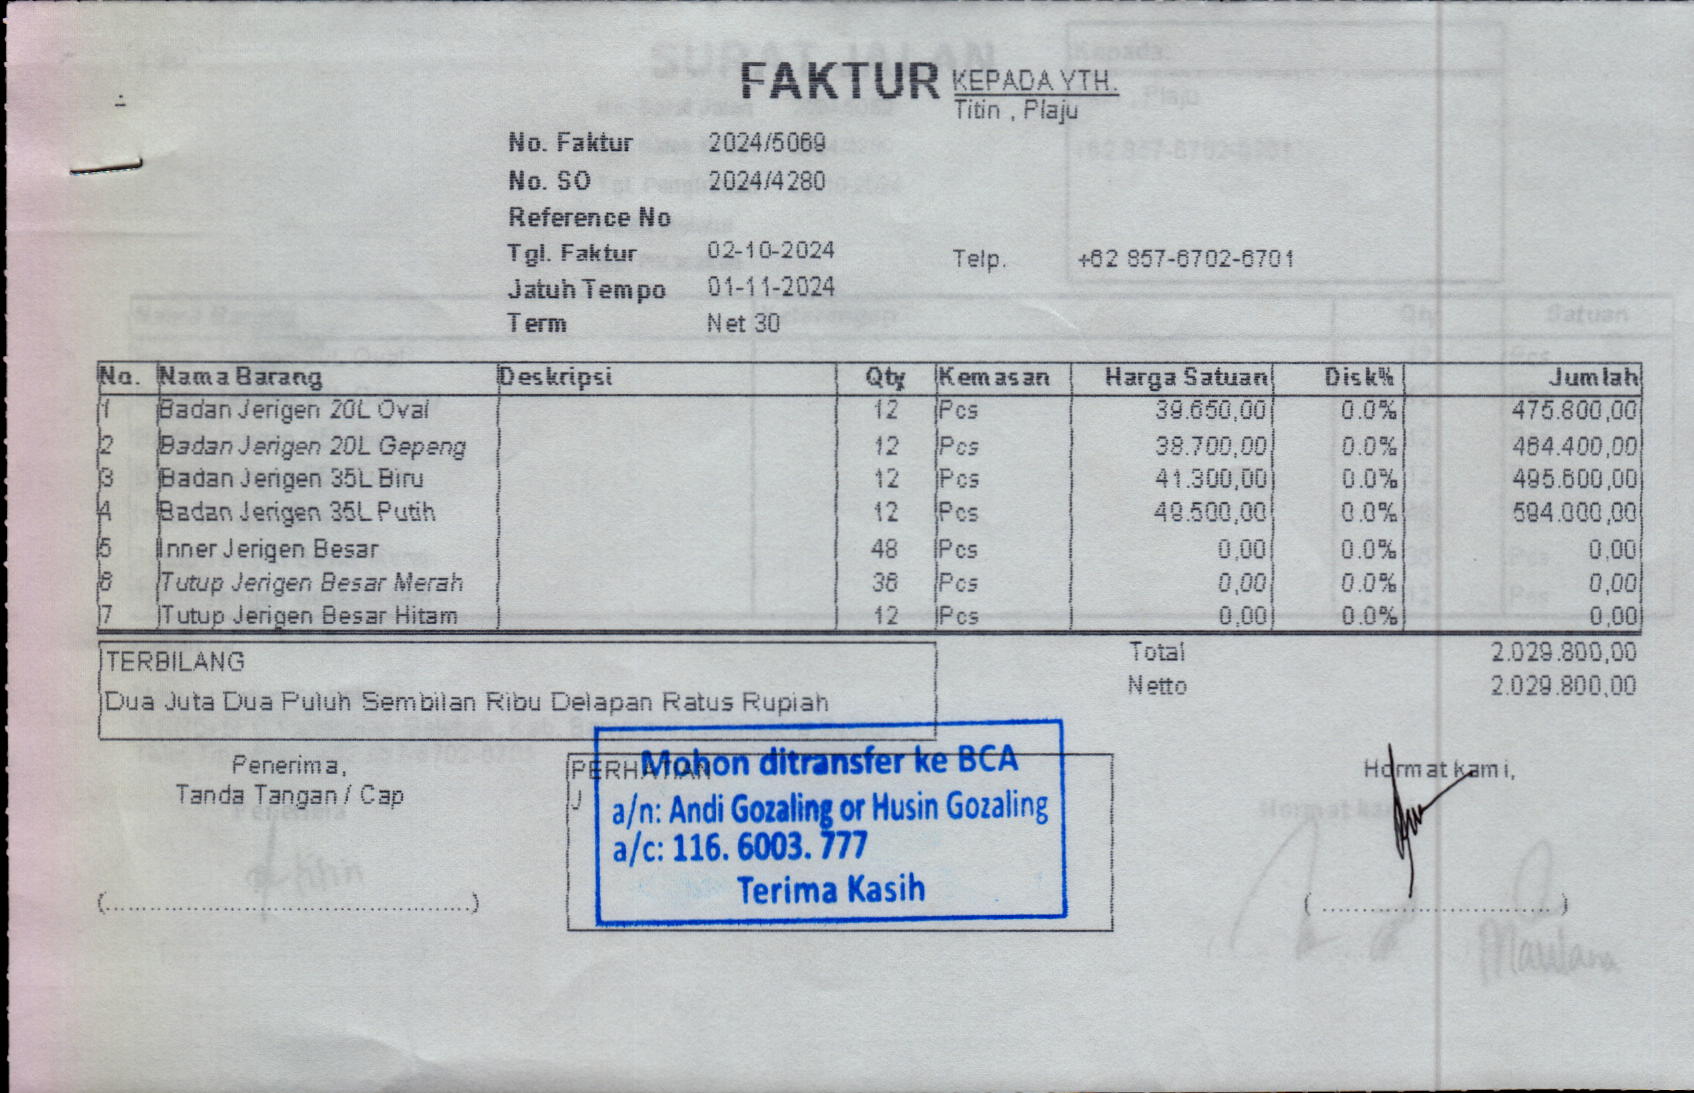 FAKTUR
KEPADA YTH.
Titin , Plaju
No. Faktur 2024/5069
No. SO 2024/4280
Reference No
Tgl. Faktur 02-10-2024
Telp. +62 857-6702-6701
Jatuh Tempo 01-11-2024
Term Net 30
No. Nama Barang Deskripsi Qty Kemasan Harga Satuan Disk% Jumlah
1 Badan Jerigen 20L Oval 12 Pcs 39.650,00 0.0% 475.800,00
2 Badan Jerigen 20L Gepeng 12 Pcs 38.700,00 0.0% 464.400,00
3 Badan Jerigen 35L Biru 12 Pcs 41.300,00 0.0% 495.600,00
4 Badan Jerigen 35L Putih 12 Pcs 49.500,00 0.0% 594.000,00
5 Inner Jerigen Besar 48 Pcs 0,00 0.0% 0,00
6 Tutup Jerigen Besar Merah 36 Pcs 0,00 0.0% 0,00
7 Tutup Jerigen Besar Hitam 12 Pcs 0,00 0.0% 0,00
TERBILANG
Dua Juta Dua Puluh Sembilan Ribu Delapan Ratus Rupiah
Total 2.029.800,00
Netto 2.029.800,00
Penerima,
Tanda Tangan / Cap
(..............................................)
PERHATIAN
J
Mohon ditransfer ke BCA
a/n: Andi Gozaling or Husin Gozaling
a/c: 116. 6003. 777
Terima Kasih
Hormat kami,
( ............................. )